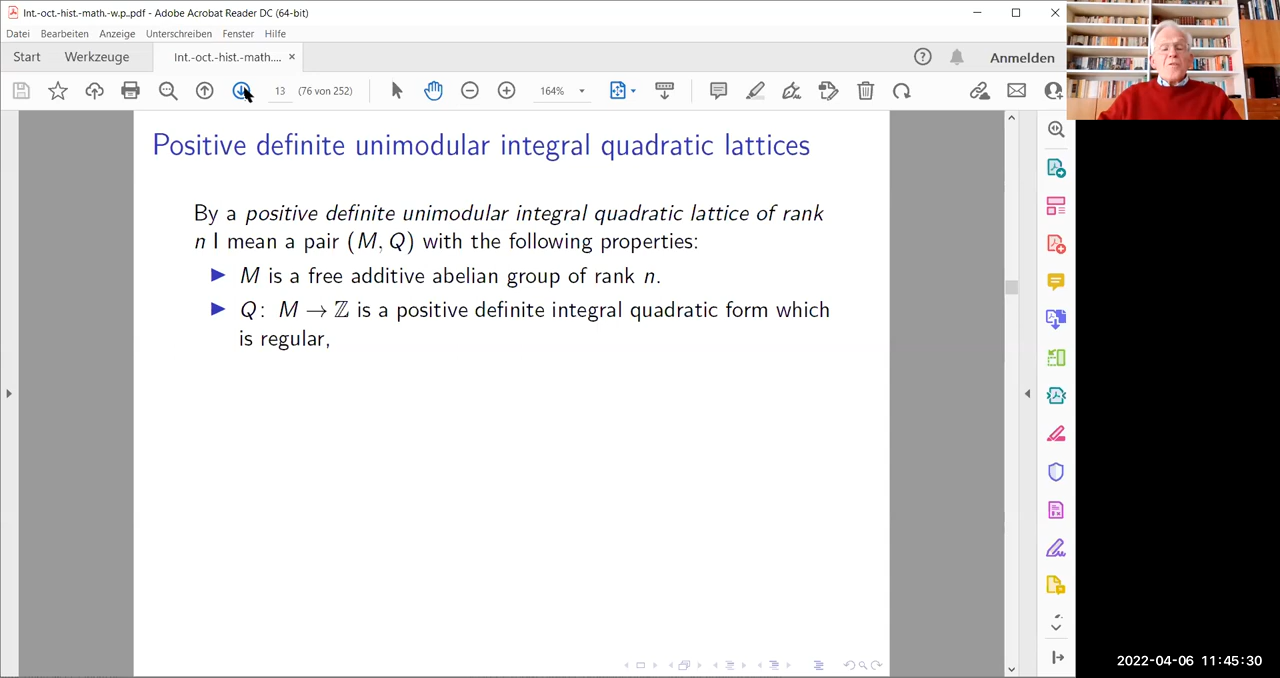 Int.-oct.-hist.-math.-w.p..pdf - Adobe Acrobat Reader DC (64-bit)
Datei Bearbeiten Anzeige Unterschreiben Fenster Hilfe
Start Werkzeuge Int.-oct.-hist.-math.... × Anmelden
13 (76 von 252) 164%
Positive definite unimodular integral quadratic lattices
By a positive definite unimodular integral quadratic lattice of rank
n I mean a pair (M, Q) with the following properties:
▶ M is a free additive abelian group of rank n.
▶ Q: M → ℤ is a positive definite integral quadratic form which
is regular,
2022-04-06 11:45:30